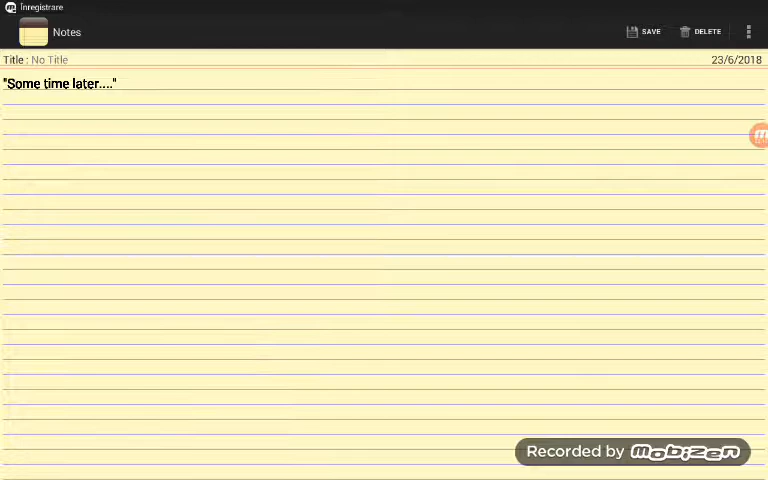 Înregistrare
Notes
SAVE
DELETE
Title : No Title
23/6/2018
"Some time later...."
Recorded by mobizen